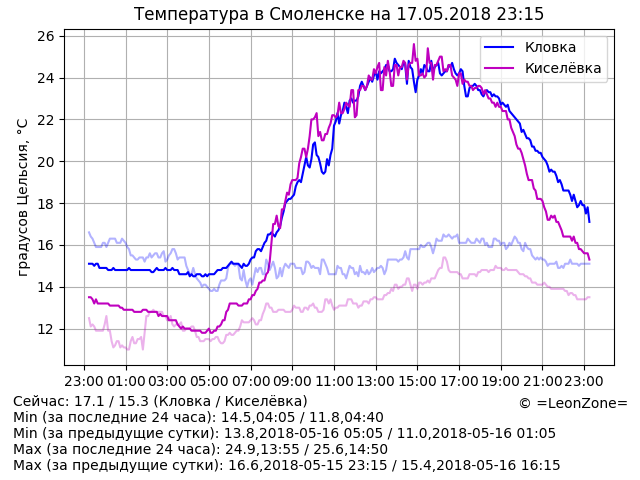 Температура в Смоленске на 17.05.2018 23:15
градусов Цельсия, °C
26
24
22
20
18
16
14
12
Кловка
Киселёвка
23:00 01:00 03:00 05:00 07:00 09:00 11:00 13:00 15:00 17:00 19:00 21:00 23:00
Сейчас: 17.1 / 15.3 (Кловка / Киселёвка)
© =LeonZone=
Min (за последние 24 часа): 14.5,04:05 / 11.8,04:40
Min (за предыдущие сутки): 13.8,2018-05-16 05:05 / 11.0,2018-05-16 01:05
Max (за последние 24 часа): 24.9,13:55 / 25.6,14:50
Max (за предыдущие сутки): 16.6,2018-05-15 23:15 / 15.4,2018-05-16 16:15